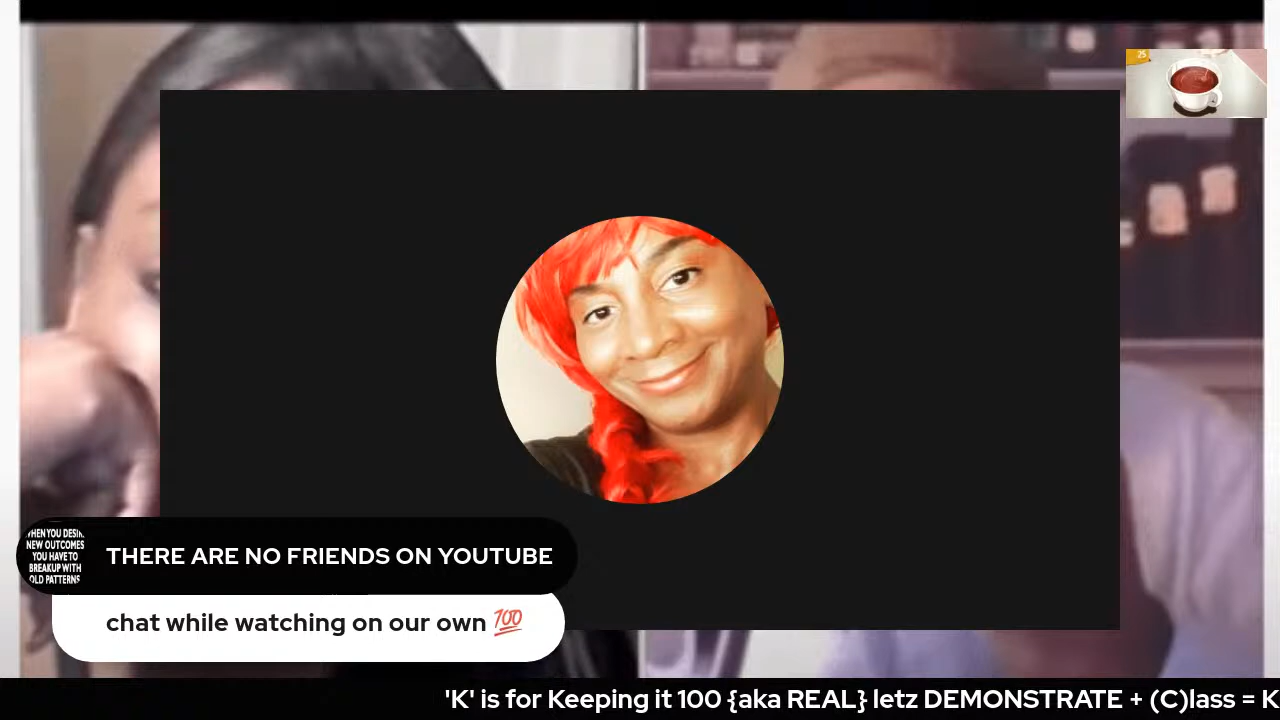 25
WHEN YOU DESIRE
NEW OUTCOMES
YOU HAVE TO
BREAKUP WITH
OLD PATTERNS
THERE ARE NO FRIENDS ON YOUTUBE
chat while watching on our own 💯
'K' is for Keeping it 100 {aka REAL} letz DEMONSTRATE + (C)lass = K